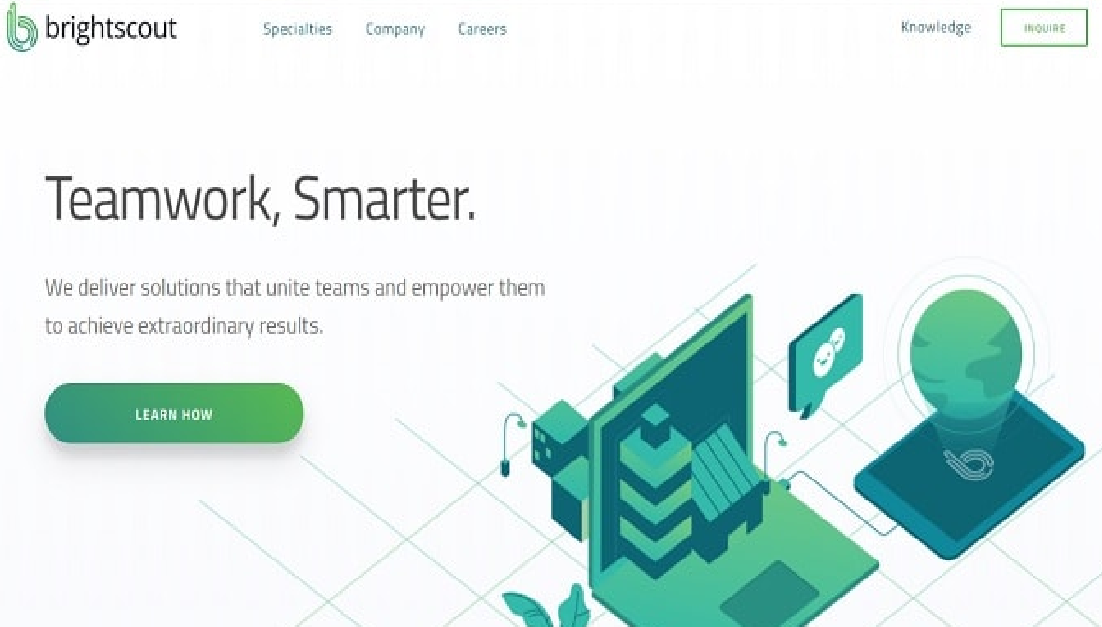 brightscout
Specialties
Company
Careers
Knowledge
INQUIRE
Teamwork, Smarter.
We deliver solutions that unite teams and empower them
to achieve extraordinary results.
LEARN HOW